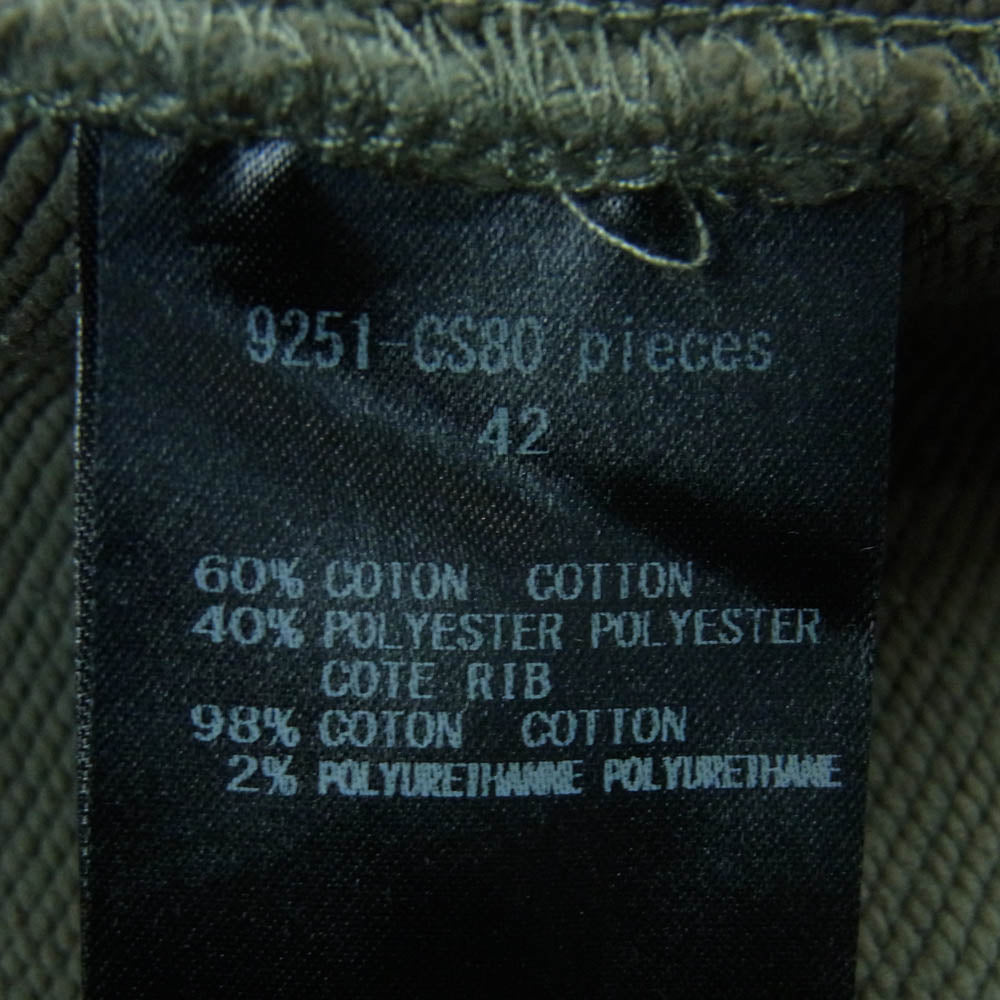 9251-CS80 pieces
42
60% COTON COTTON
40% POLYESTER POLYESTER
COTE RIB
98% COTON COTTON
2% POLYURETHANNE POLYURETHANE